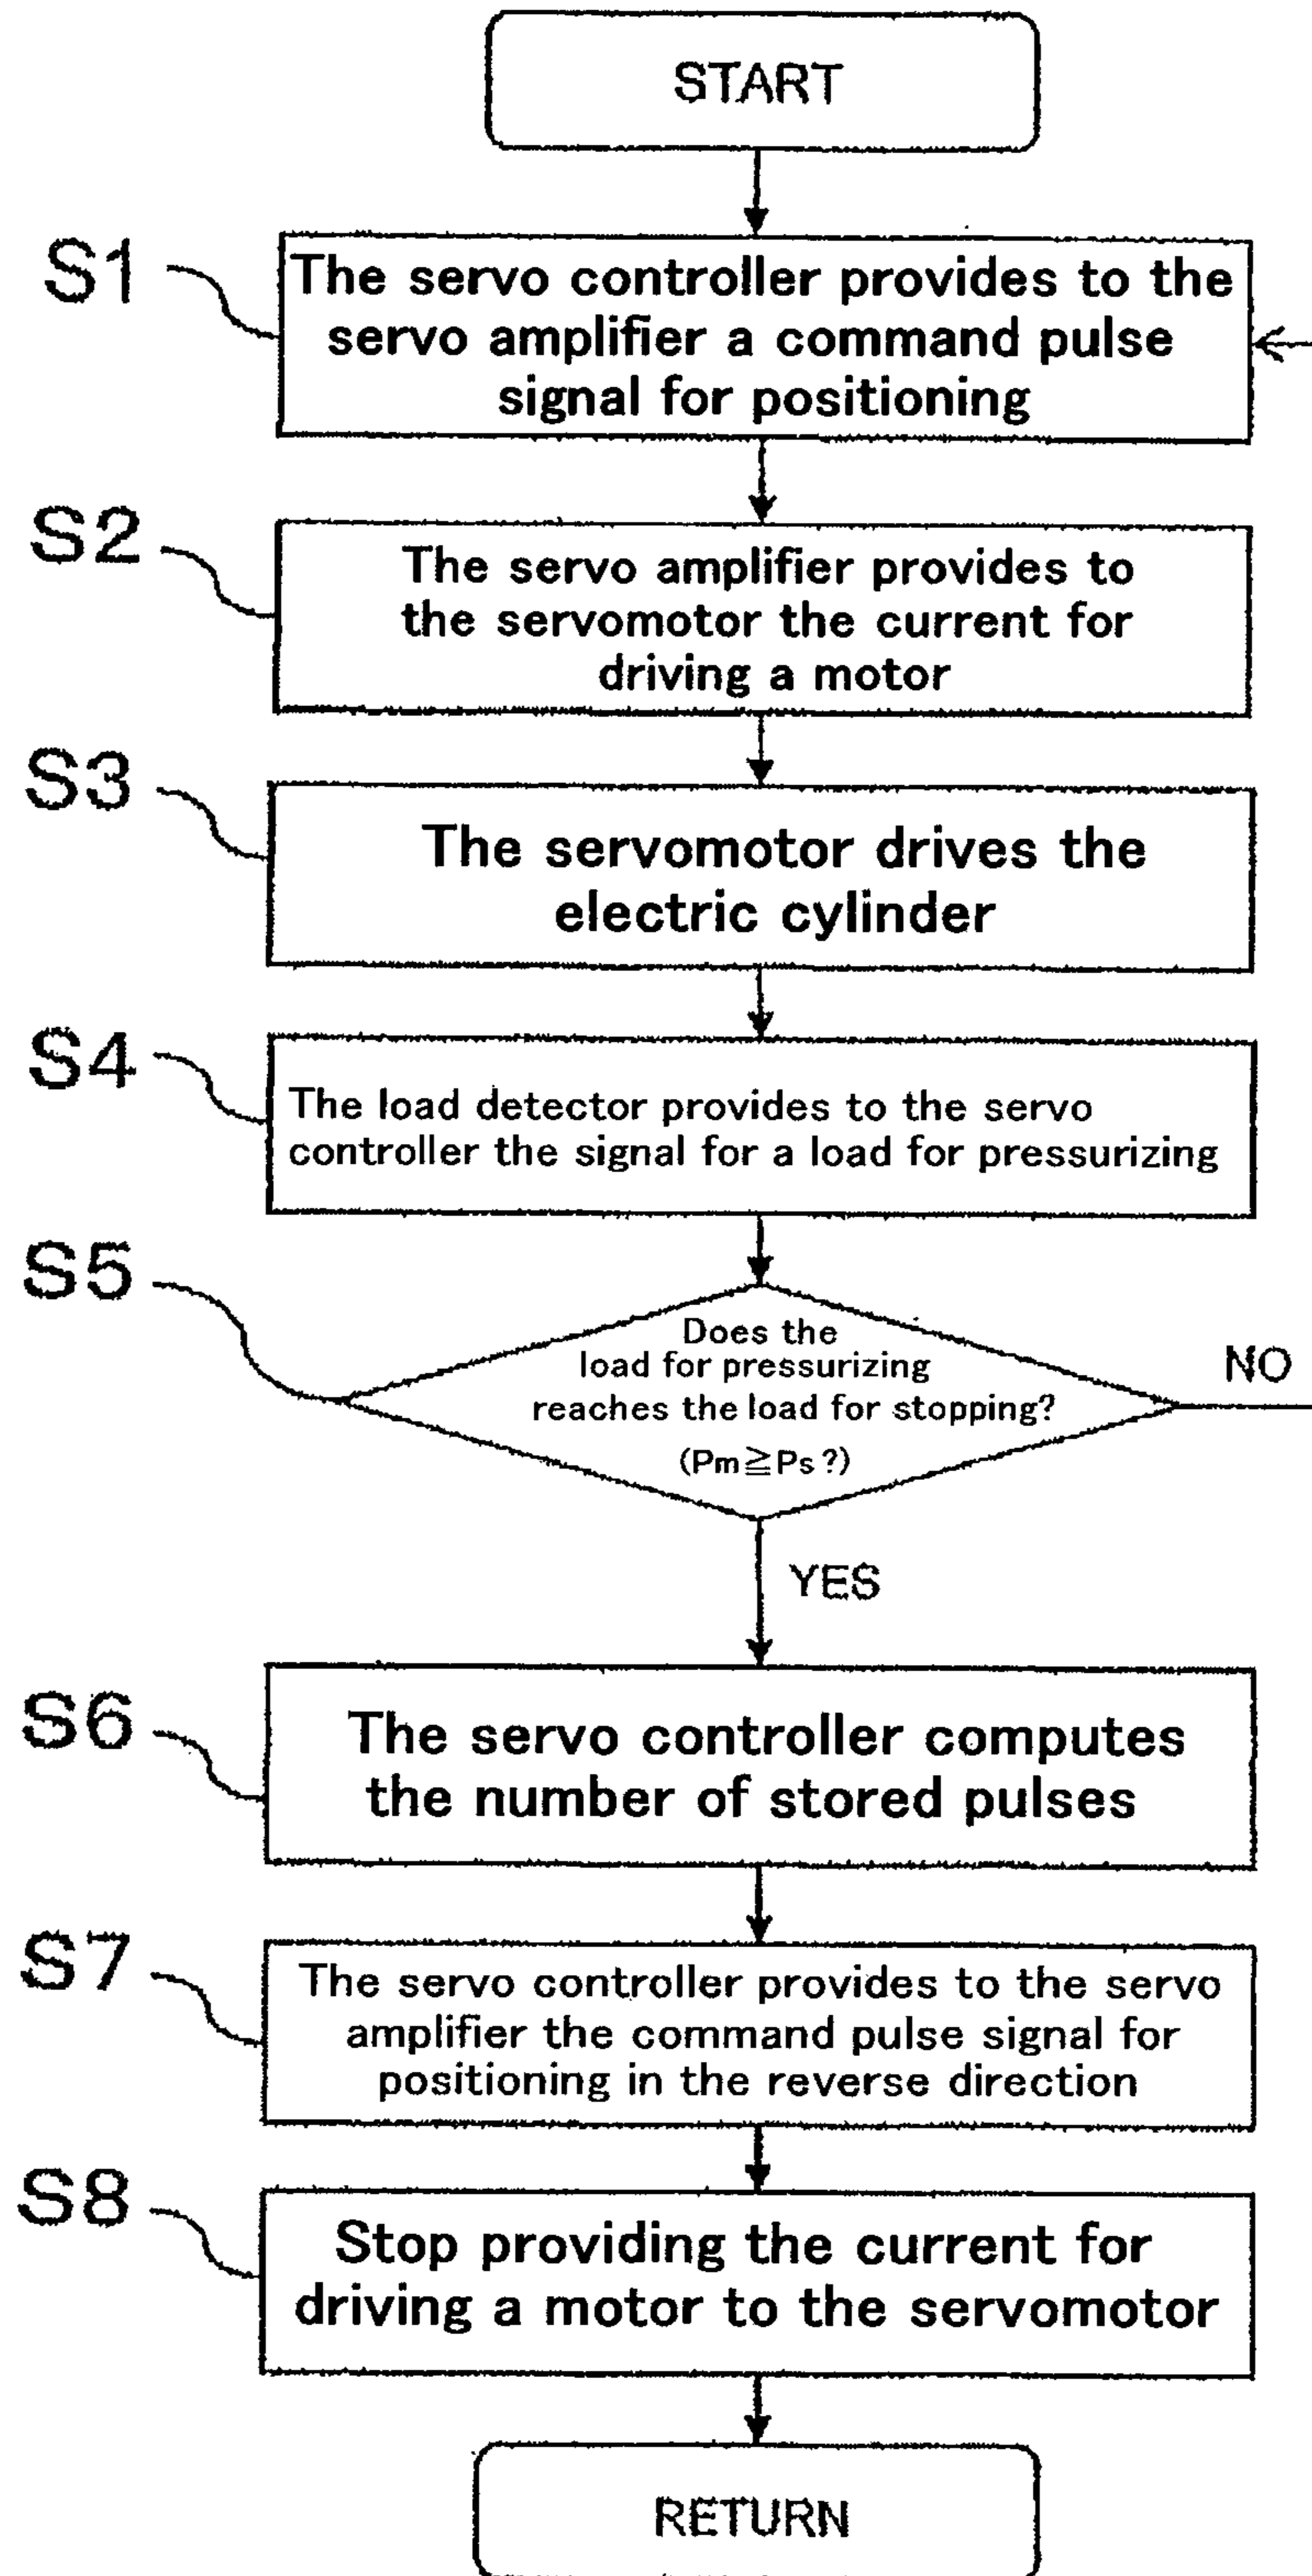 START
S1
The servo controller provides to the
servo amplifier a command pulse
signal for positioning
S2
The servo amplifier provides to
the servomotor the current for
driving a motor
S3
The servomotor drives the
electric cylinder
S4
The load detector provides to the servo
controller the signal for a load for pressurizing
S5
Does the
load for pressurizing
reaches the load for stopping?
(Pm≧Ps?)
NO
YES
S6
The servo controller computes
the number of stored pulses
S7
The servo controller provides to the servo
amplifier the command pulse signal for
positioning in the reverse direction
S8
Stop providing the current for
driving a motor to the servomotor
RETURN